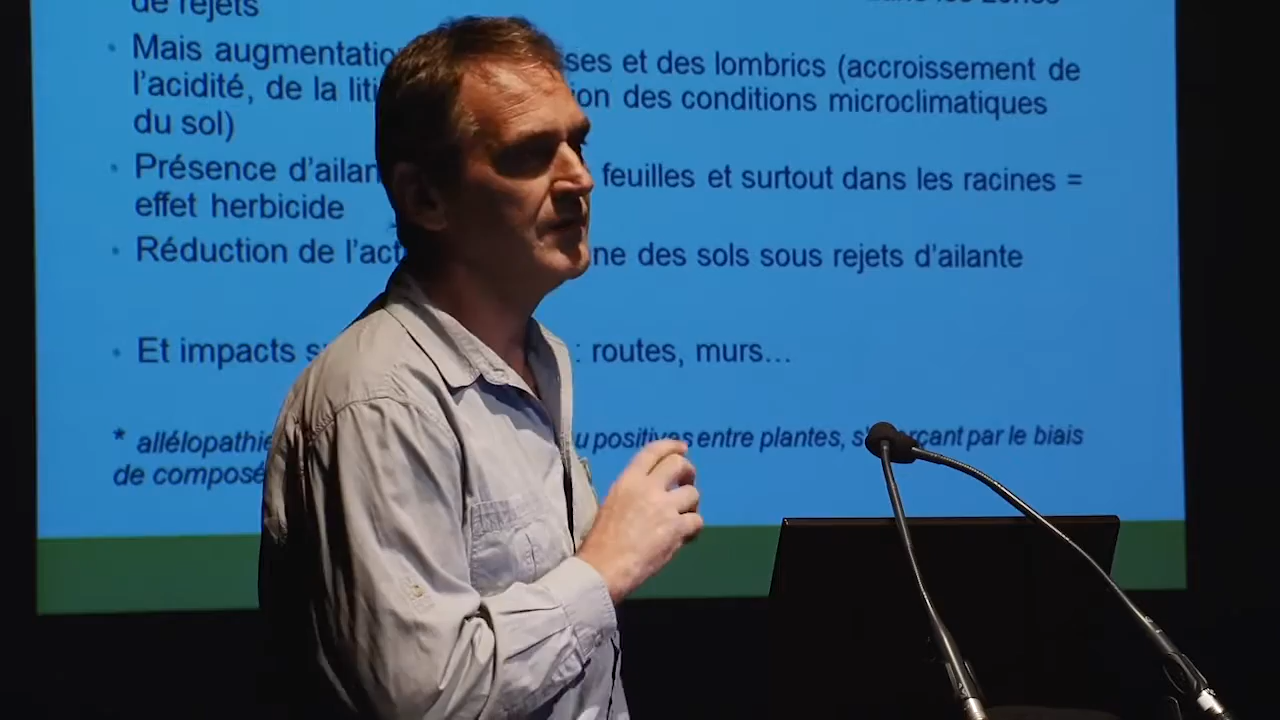 de rejets
Mais augmentatio ses et des lombrics (accroissement de
l'acidité, de la liti ion des conditions microclimatiques
du sol)
Présence d'ailan feuilles et surtout dans les racines =
effet herbicide
Réduction de l'act ne des sols sous rejets d'ailante
Et impacts s : routes, murs...
* allélopathie u positives entre plantes, s' rçant par le biais
de composé